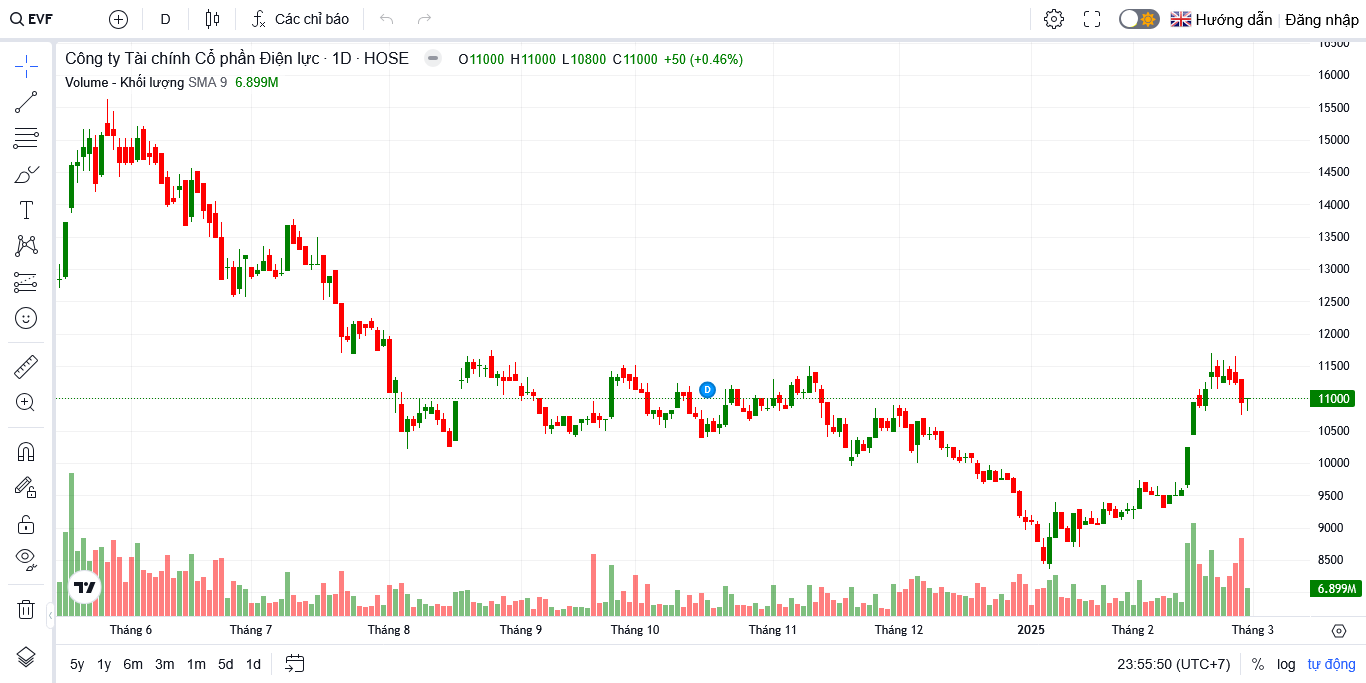 EVF D Các chỉ báo Hướng dẫn Đăng nhập
Công ty Tài chính Cổ phần Điện lực · 1D · HOSE O11000 H11000 L10800 C11000 +50 (+0.46%)
Volume - Khối lượng SMA 9 6.899M
16500
16000
15500
15000
14500
14000
13500
13000
12500
12000
11500
D
11000
10500
10000
9500
9000
8500
6.899M
Tháng 6 Tháng 7 Tháng 8 Tháng 9 Tháng 10 Tháng 11 Tháng 12 2025 Tháng 2 Tháng 3
5y 1y 6m 3m 1m 5d 1d 23:55:50 (UTC+7) % log tự động